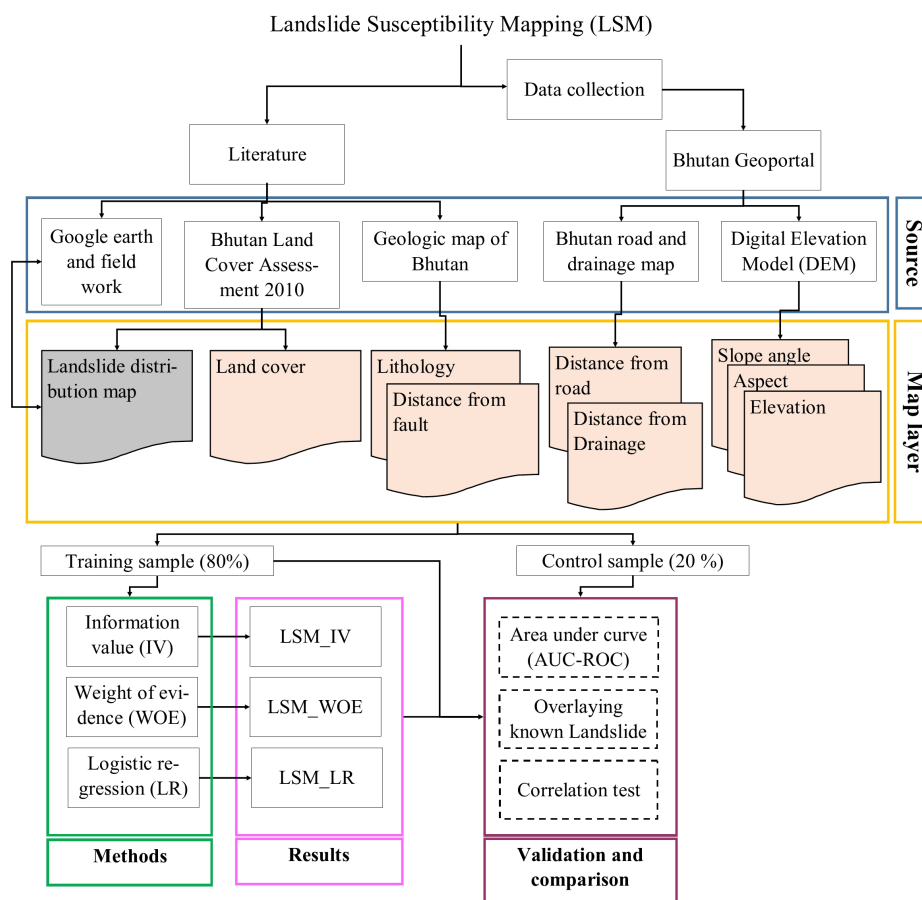 Landslide Susceptibility Mapping (LSM)
Data collection
Literature
Bhutan Geoportal
Google earth
and field
work
Bhutan Land
Cover Assess-
ment 2010
Geologic map of
Bhutan
Bhutan road and
drainage map
Digital Elevation
Model (DEM)
Source
Landslide distri-
bution map
Land cover
Lithology
Distance from
fault
Distance from
road
Distance from
Drainage
Slope angle
Aspect
Elevation
Map layer
Training sample (80%)
Control sample (20 %)
Information
value (IV)
LSM_IV
Area under curve
(AUC-ROC)
Weight of evi-
dence (WOE)
LSM_WOE
Overlaying
known Landslide
Logistic re-
gression (LR)
LSM_LR
Correlation test
Methods
Results
Validation and
comparison